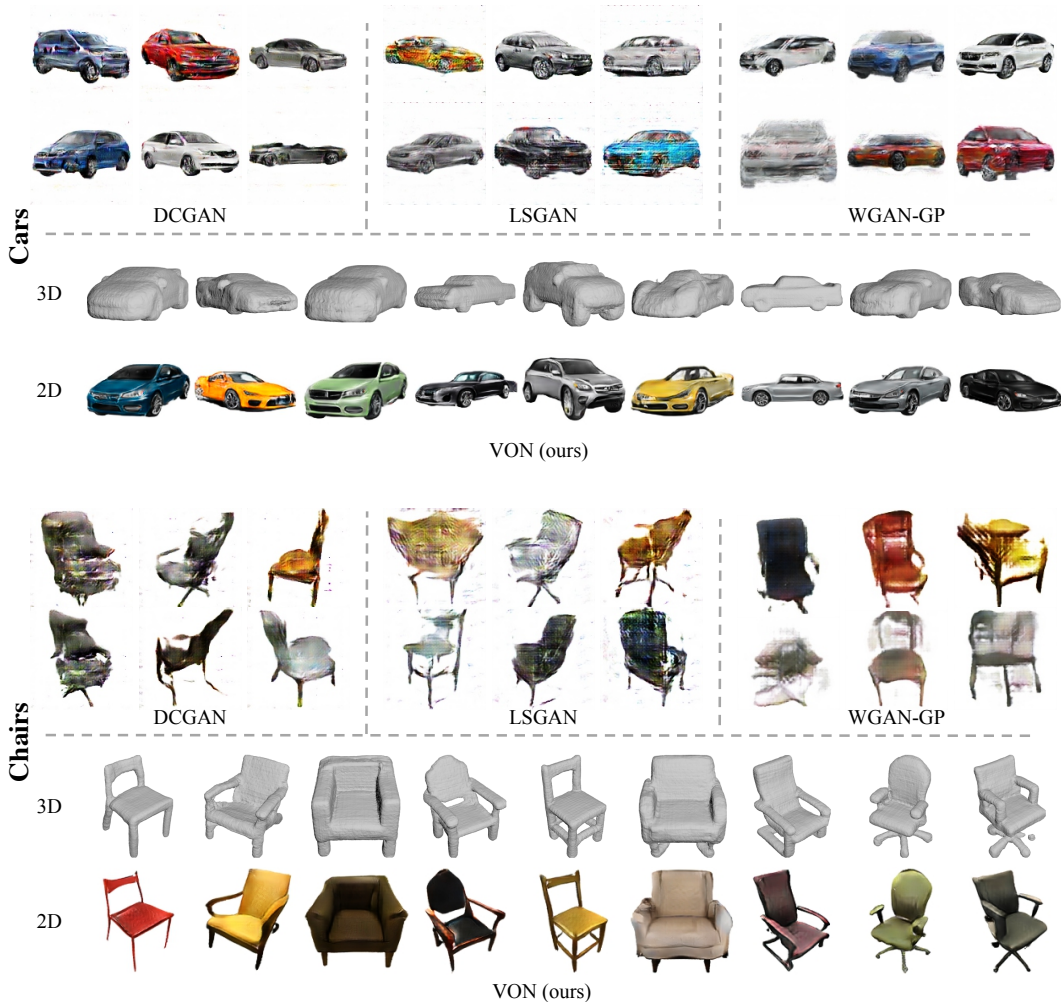 DCGAN
LSGAN
WGAN-GP
Cars
3D
2D
VON (ours)
DCGAN
LSGAN
WGAN-GP
Chairs
3D
2D
VON (ours)